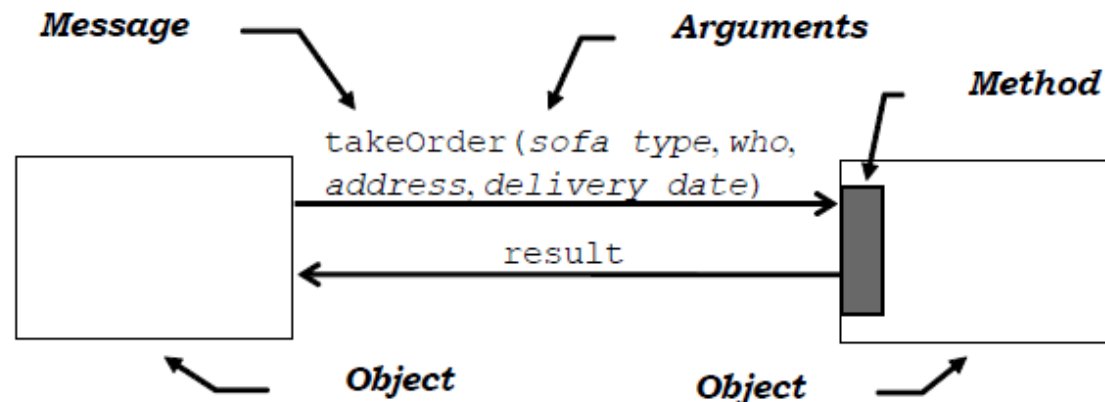 Message
Arguments
Method
takeOrder(sofa type, who,
address, delivery date)
result
Object
Object